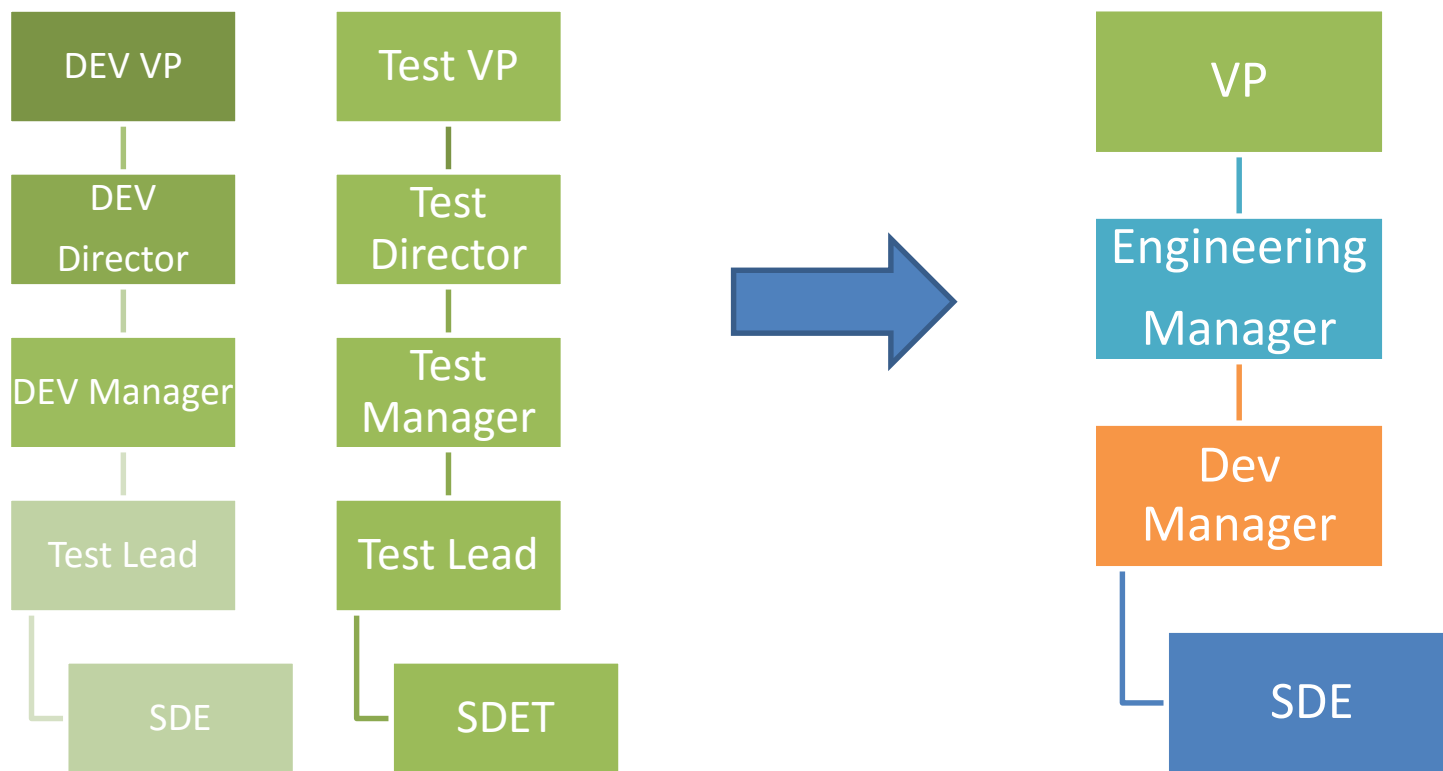 DEV VP
DEV
Director
DEV Manager
Test Lead
SDE
Test VP
Test
Director
Test
Manager
Test Lead
SDET
VP
Engineering
Manager
Dev
Manager
SDE